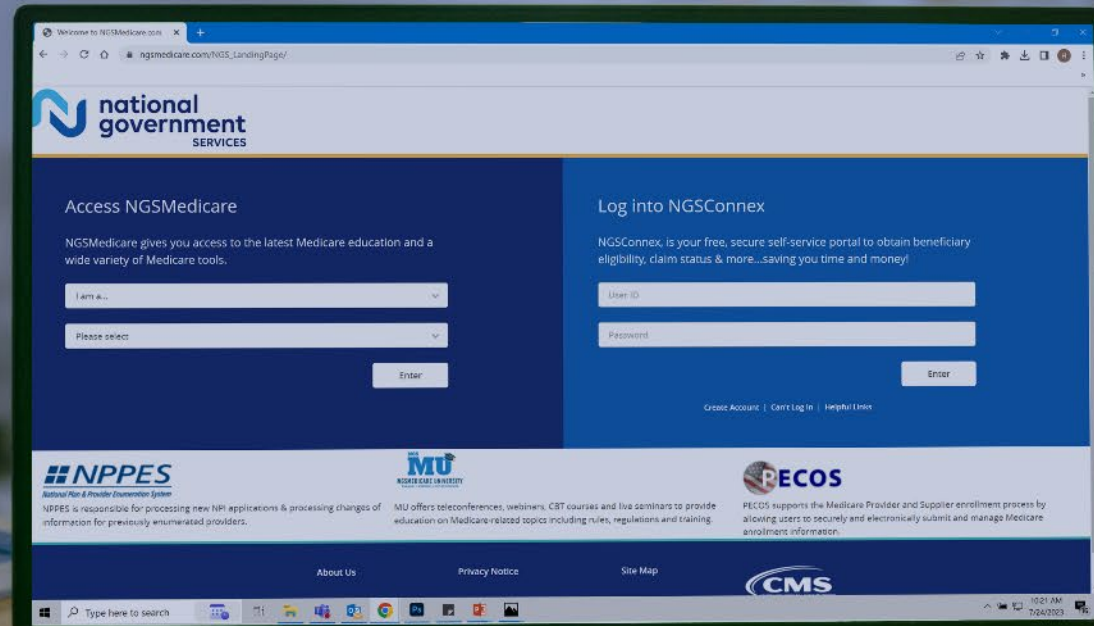 Welcome to NGSMedicare.com
ngsmedicare.com/NGS_LandingPage/
national
government
SERVICES
Access NGSMedicare
NGSMedicare gives you access to the latest Medicare education and a
wide variety of Medicare tools.
I am a...
Please select
Enter
Log into NGSConnex
NGSConnex, is your free, secure self-service portal to obtain beneficiary
eligibility, claim status & more...saving you time and money!
User ID
Password
Enter
Create Account | Can't Log In | Helpful Links
NPPES
National Plan & Provider Enumeration System
NPPES is responsible for processing new NPI applications & processing changes of
information for previously enumerated providers.
MU
NGSMEDICARE UNIVERSITY
MU offers teleconferences, webinars, CBT courses and live seminars to provide
education on Medicare-related topics including rules, regulations and training.
PECOS
PECOS supports the Medicare Provider and Supplier enrollment process by
allowing users to securely and electronically submit and manage Medicare
enrollment information.
About Us
Privacy Notice
Site Map
CMS
Type here to search
10:21 AM
7/24/2023